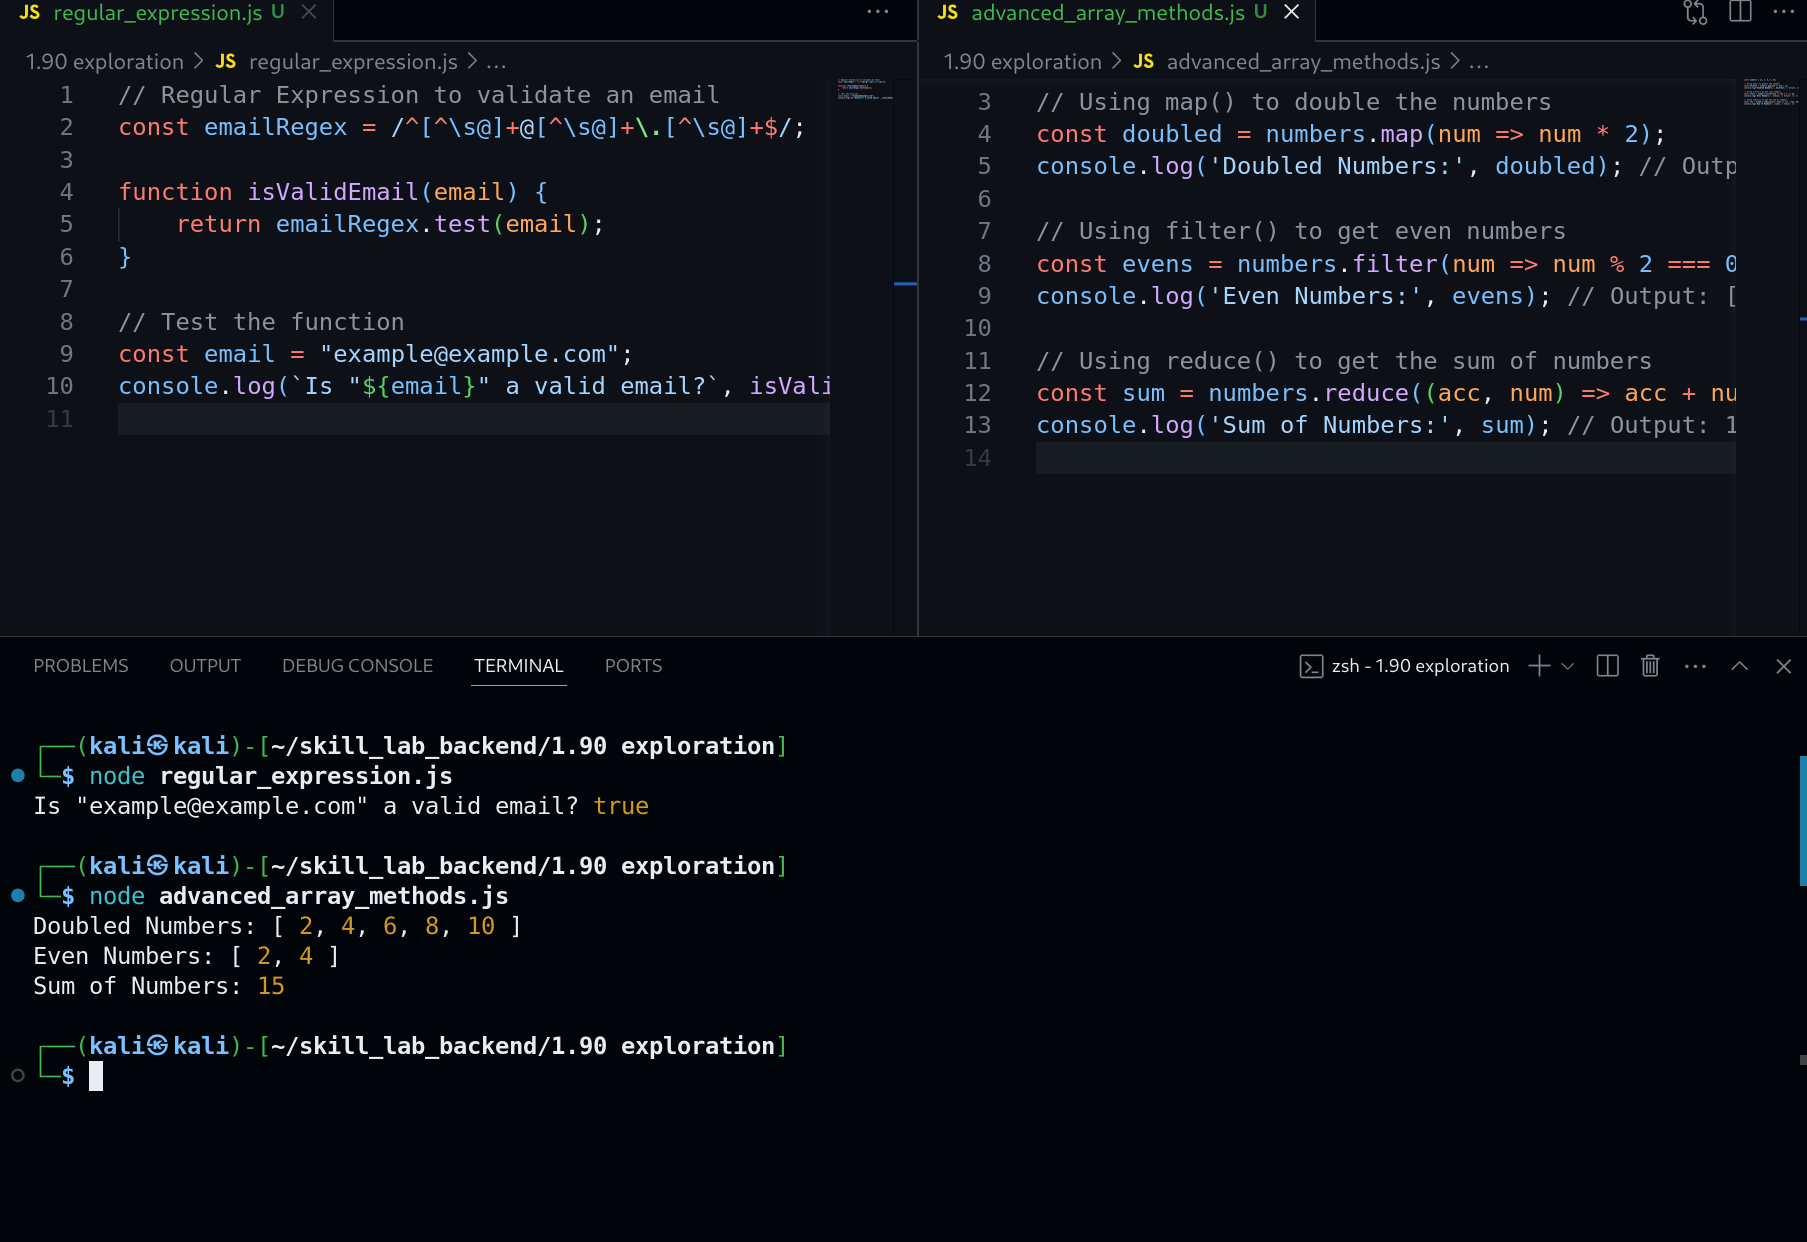 JS regular_expression.js U
1.90 exploration > JS regular_expression.js > ...
1 // Regular Expression to validate an email
2 const emailRegex = /^[^\s@]+@[^\s@]+\.[^\s@]+$/;
3
4 function isValidEmail(email) {
5     return emailRegex.test(email);
6 }
7
8 // Test the function
9 const email = "example@example.com";
10 console.log(`Is "${email}" a valid email?`, isVali
11
JS advanced_array_methods.js U
1.90 exploration > JS advanced_array_methods.js > ...
3 // Using map() to double the numbers
4 const doubled = numbers.map(num => num * 2);
5 console.log('Doubled Numbers:', doubled); // Outp
6
7 // Using filter() to get even numbers
8 const evens = numbers.filter(num => num % 2 === 0
9 console.log('Even Numbers:', evens); // Output: [
10
11 // Using reduce() to get the sum of numbers
12 const sum = numbers.reduce((acc, num) => acc + nu
13 console.log('Sum of Numbers:', sum); // Output: 1
14
PROBLEMS OUTPUT DEBUG CONSOLE TERMINAL PORTS
zsh - 1.90 exploration
┌──(kali㉿kali)-[~/skill_lab_backend/1.90 exploration]
└─$ node regular_expression.js
Is "example@example.com" a valid email? true
┌──(kali㉿kali)-[~/skill_lab_backend/1.90 exploration]
└─$ node advanced_array_methods.js
Doubled Numbers: [ 2, 4, 6, 8, 10 ]
Even Numbers: [ 2, 4 ]
Sum of Numbers: 15
┌──(kali㉿kali)-[~/skill_lab_backend/1.90 exploration]
└─$